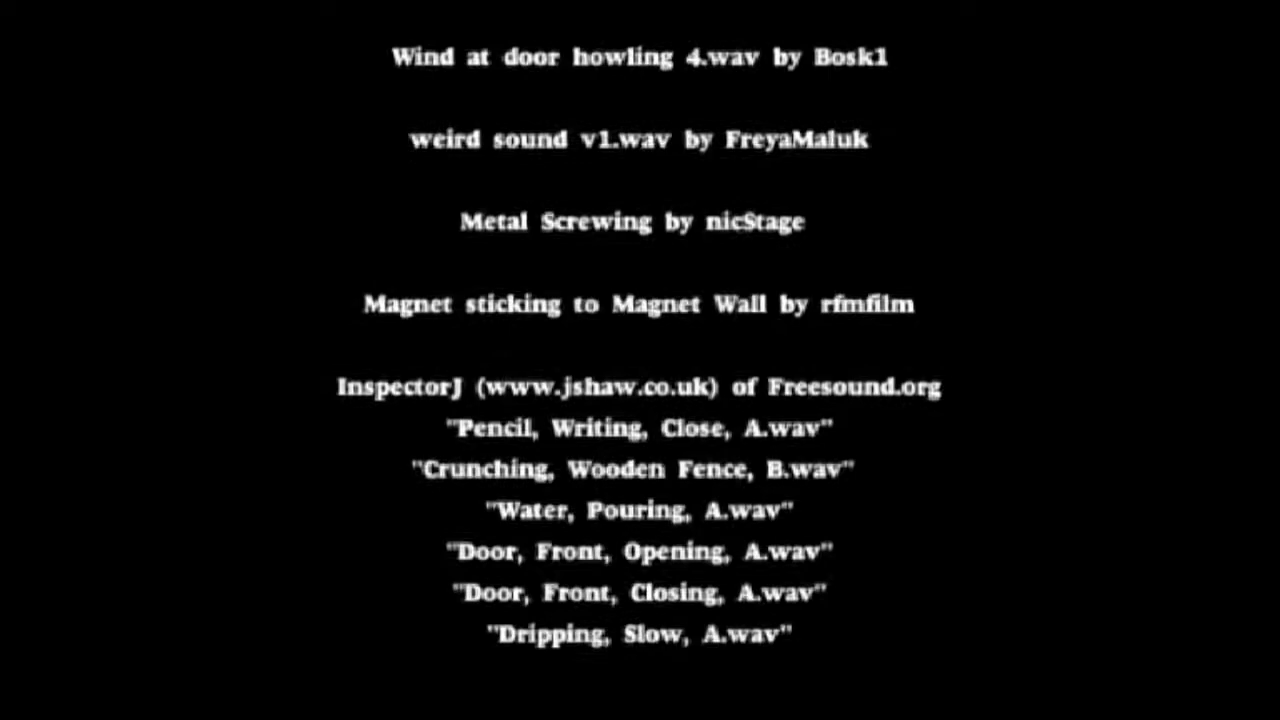 Wind at door howling 4.wav by Bosk1
weird sound v1.wav by FreyaMaluk
Metal Screwing by nicStage
Magnet sticking to Magnet Wall by rfmfilm
InspectorJ (www.jshaw.co.uk) of Freesound.org
"Pencil, Writing, Close, A.wav"
"Crunching, Wooden Fence, B.wav"
"Water, Pouring, A.wav"
"Door, Front, Opening, A.wav"
"Door, Front, Closing, A.wav"
"Dripping, Slow, A.wav"